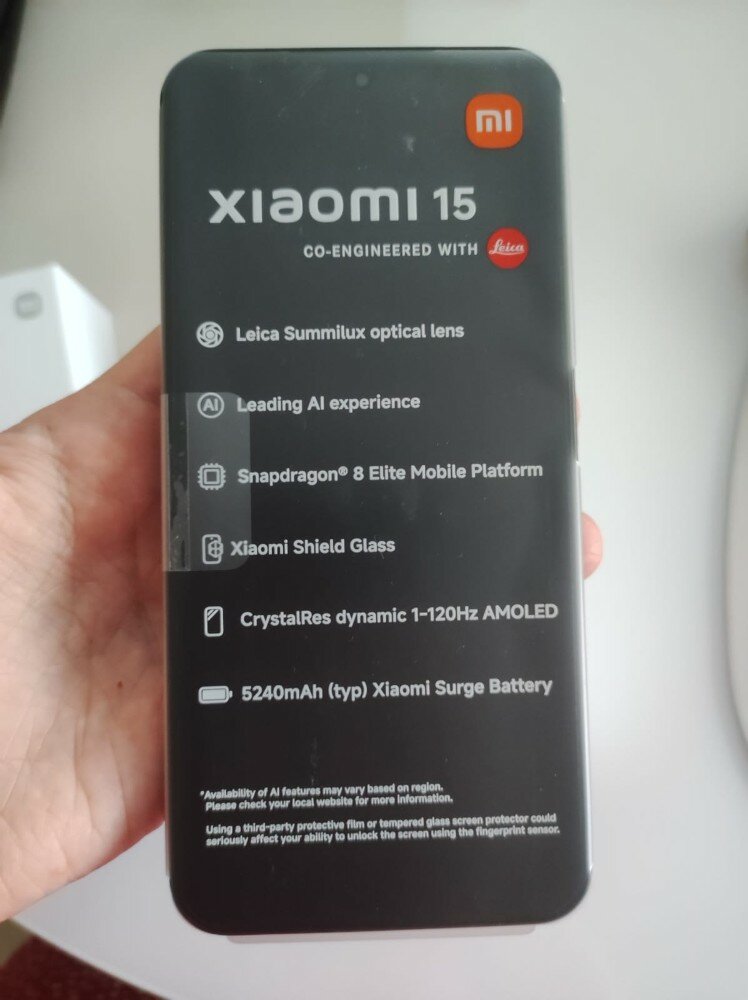 mi
xiaomi 15
CO-ENGINEERED WITH Leica
Leica Summilux optical lens
AI Leading AI experience
Snapdragon® 8 Elite Mobile Platform
Xiaomi Shield Glass
CrystalRes dynamic 1-120Hz AMOLED
5240mAh (typ) Xiaomi Surge Battery
*Availability of AI features may vary based on region.
Please check your local website for more information.
Using a third-party protective film or tempered glass screen protector could
seriously affect your ability to unlock the screen using the fingerprint sensor.
mi